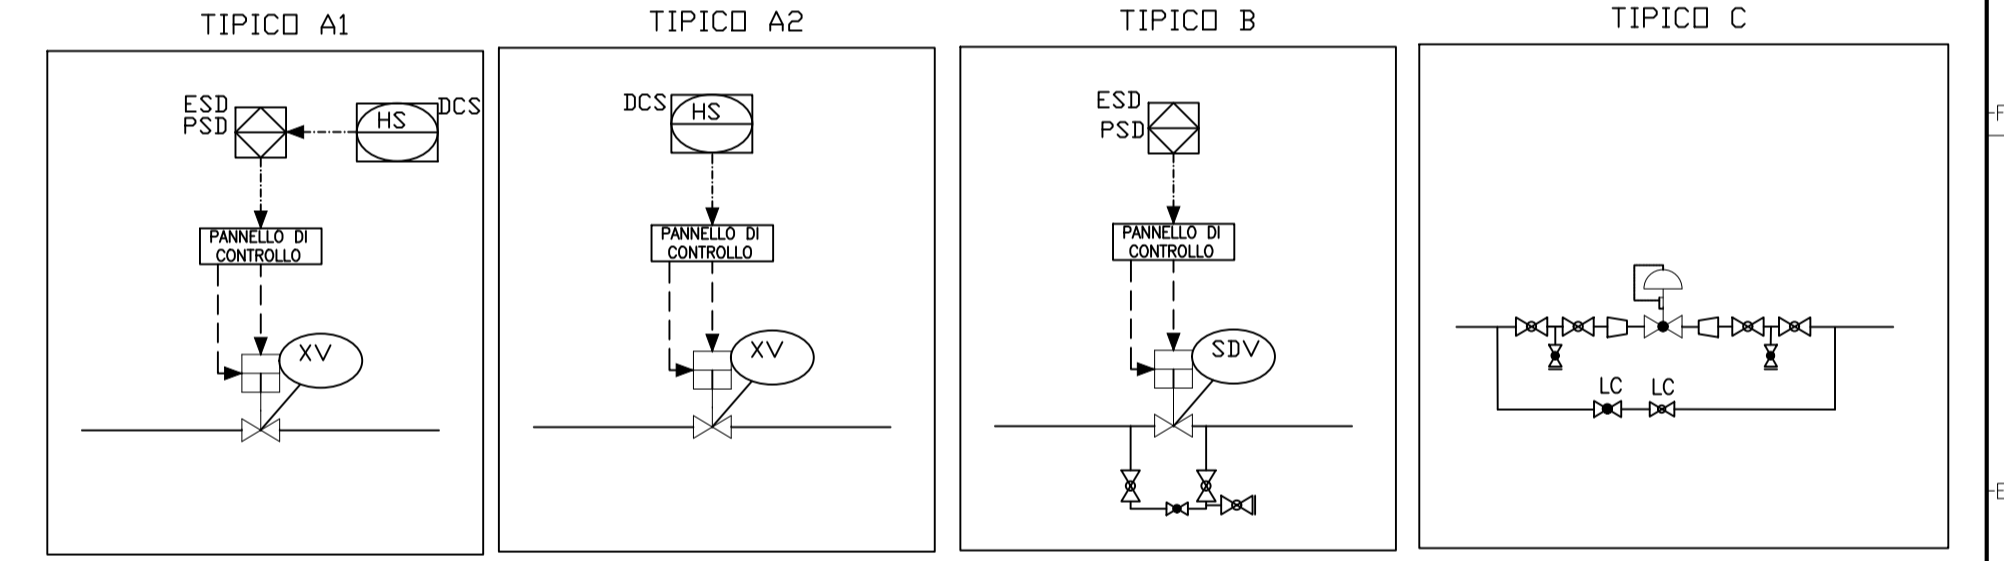 TIPICO A1
ESD
PSD
HS
DCS
PANNELLO DI
CONTROLLO
XV
TIPICO A2
DCS
HS
PANNELLO DI
CONTROLLO
XV
TIPICO B
ESD
PSD
PANNELLO DI
CONTROLLO
SDV
TIPICO C
LC
LC
F
E